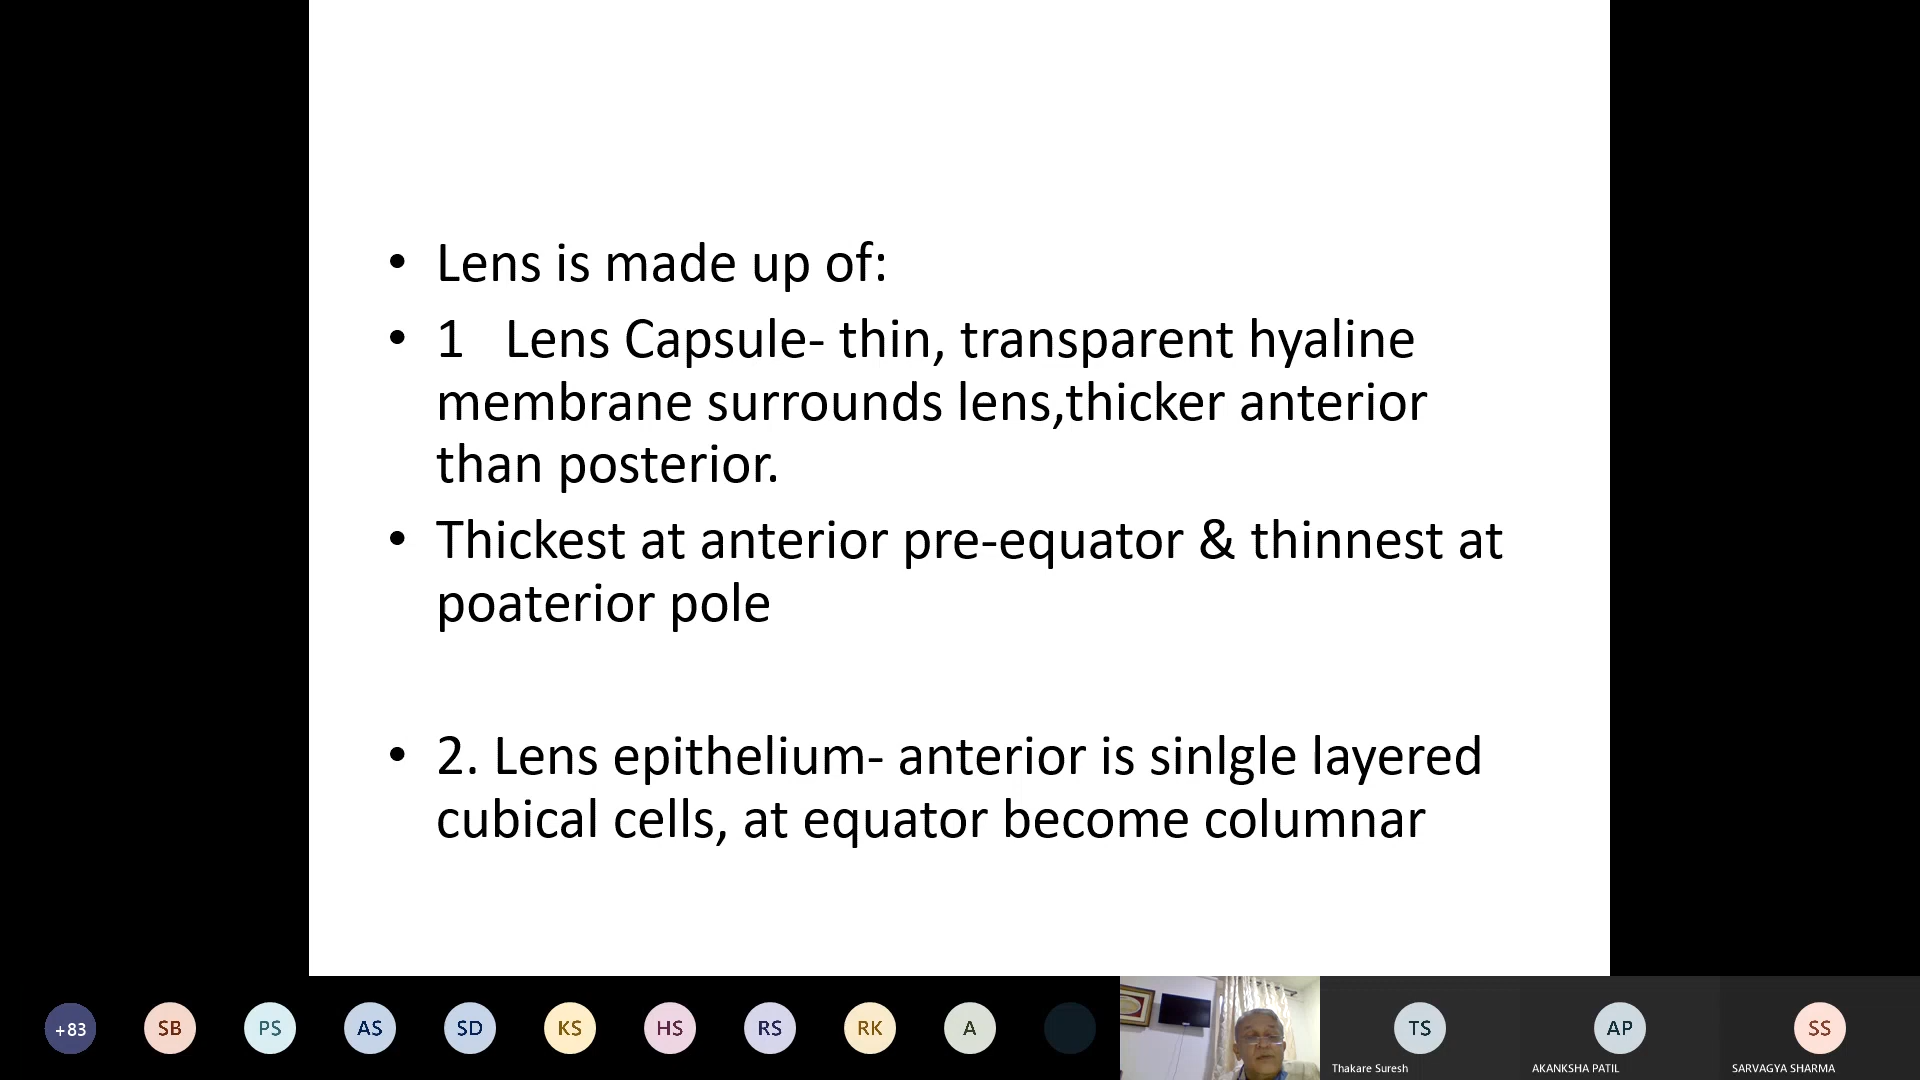 • Lens is made up of:
• 1 Lens Capsule- thin, transparent hyaline
membrane surrounds lens,thicker anterior
than posterior.
• Thickest at anterior pre-equator & thinnest at
poaterior pole
• 2. Lens epithelium- anterior is sinlgle layered
cubical cells, at equator become columnar
+83 SB PS AS SD KS HS RS RK A TS AP SS
Thakare Suresh AKANKSHA PATIL SARVAGYA SHARMA